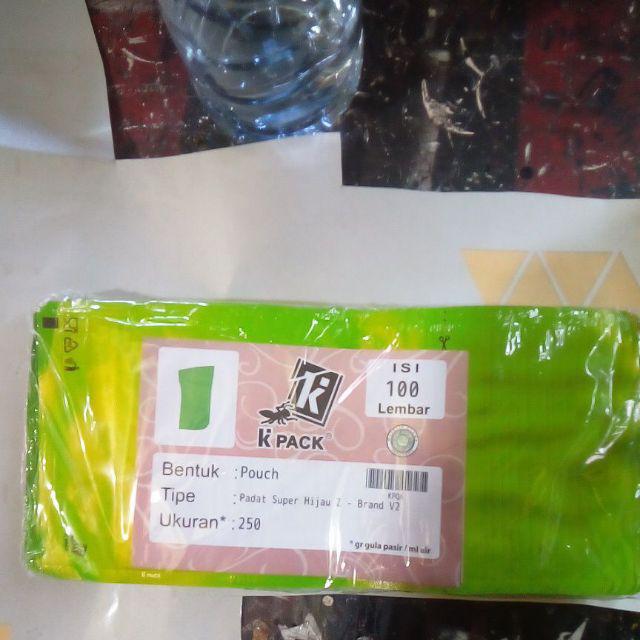 K PACK®
ISI
100
Lembar
Bentuk : Pouch
Tipe : Padat Super Hijau 2 - Brand V2
Ukuran* : 250
* gr gula pasir / ml air